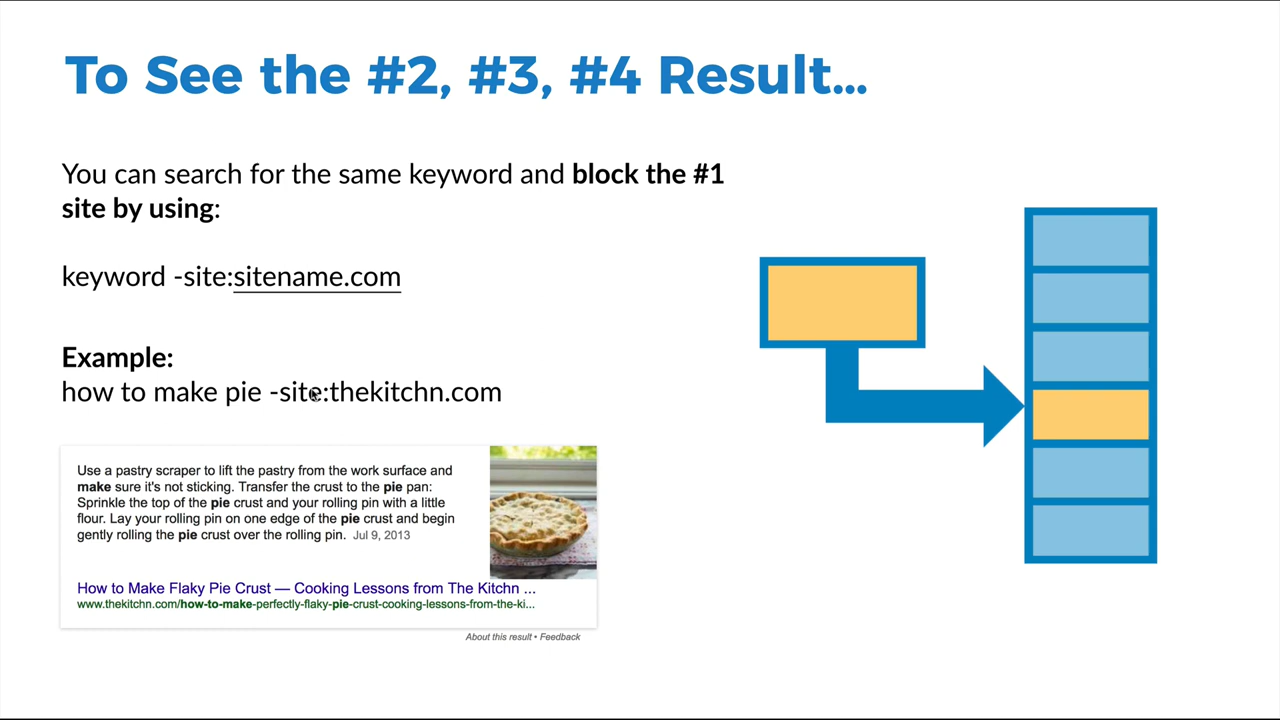 To See the #2, #3, #4 Result...
You can search for the same keyword and block the #1
site by using:
keyword -site:sitename.com
Example:
how to make pie -site:thekitchn.com
Use a pastry scraper to lift the pastry from the work surface and
make sure it's not sticking. Transfer the crust to the pie pan:
Sprinkle the top of the pie crust and your rolling pin with a little
flour. Lay your rolling pin on one edge of the pie crust and begin
gently rolling the pie crust over the rolling pin. Jul 9, 2013
How to Make Flaky Pie Crust — Cooking Lessons from The Kitchn ...
www.thekitchn.com/how-to-make-perfectly-flaky-pie-crust-cooking-lessons-from-the-ki...
About this result • Feedback